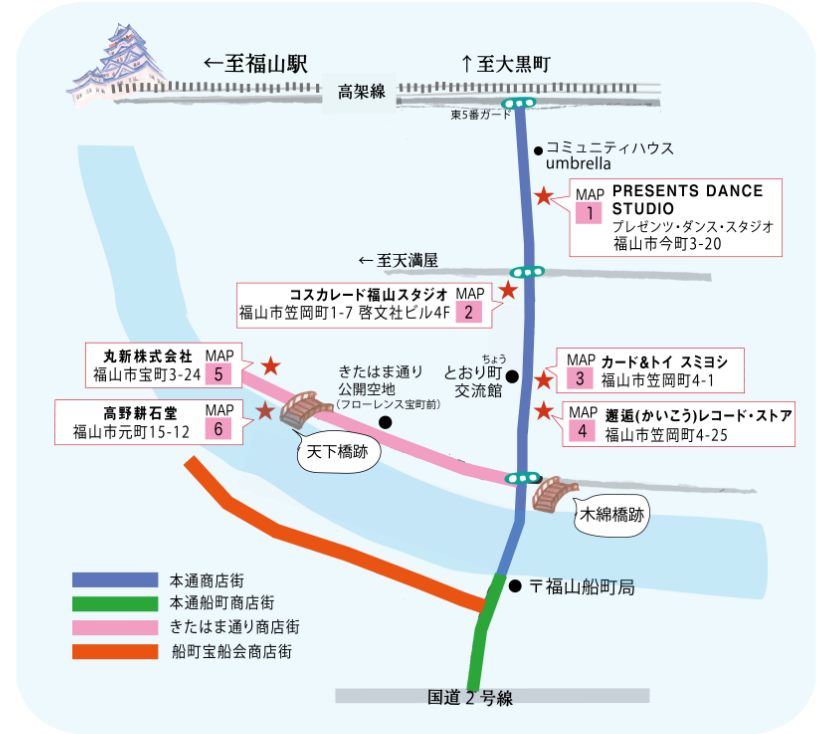 ←至福山駅
↑至大黒町
高架線
東5番ガード
コミュニティハウス
umbrella
MAP
1
PRESENTS DANCE
STUDIO
プレゼンツ・ダンス・スタジオ
福山市今町3-20
←至天満屋
コスカレード福山スタジオ
福山市笠岡町1-7 啓文社ビル4F
MAP
2
丸新株式会社
福山市宝町3-24
MAP
5
きたはま通り
公開空地
(フローレンス宝町前)
ちょう
とおり町
交流館
MAP
3
カード&トイ スミヨシ
福山市笠岡町4-1
高野耕石堂
福山市元町15-12
MAP
6
MAP
4
邂逅(かいこう)レコード・ストア
福山市笠岡町4-25
天下橋跡
木綿橋跡
本通商店街
本通船町商店街
きたはま通り商店街
船町宝船会商店街
〒福山船町局
国道2号線